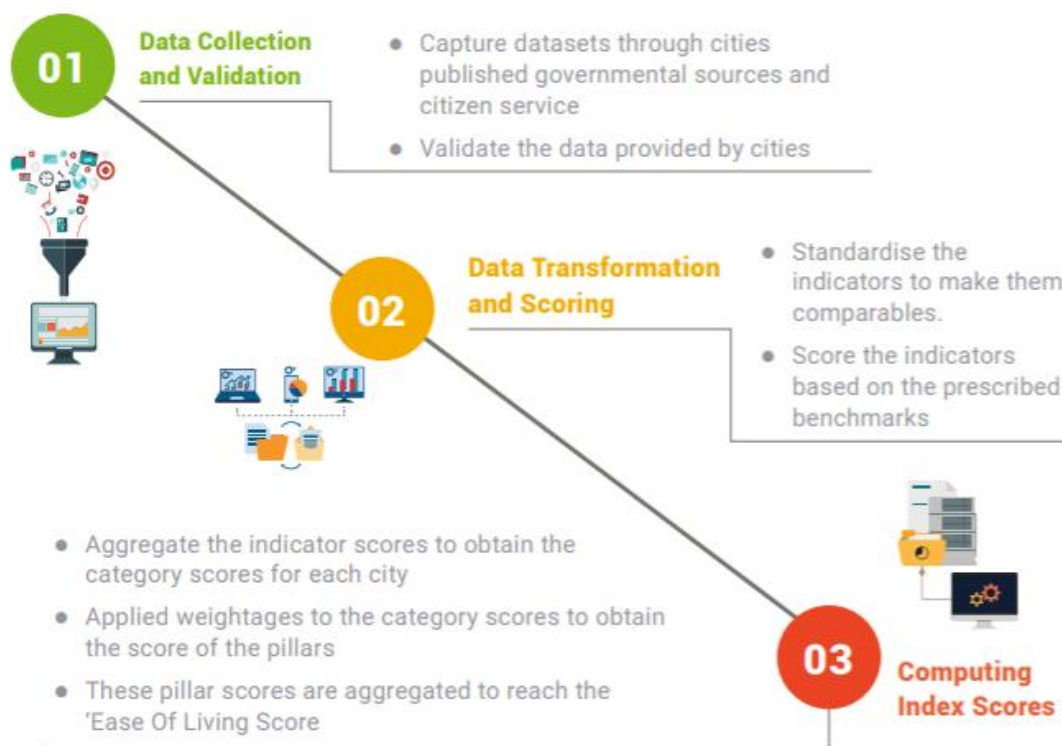 01
Data Collection
and Validation
● Capture datasets through cities
published governmental sources and
citizen service
● Validate the data provided by cities
02
Data Transformation
and Scoring
● Standardise the
indicators to make them
comparables.
● Score the indicators
based on the prescribed
benchmarks
● Aggregate the indicator scores to obtain the
category scores for each city
● Applied weightages to the category scores to obtain
the score of the pillars
● These pillar scores are aggregated to reach the
‘Ease Of Living Score
03
Computing
Index Scores